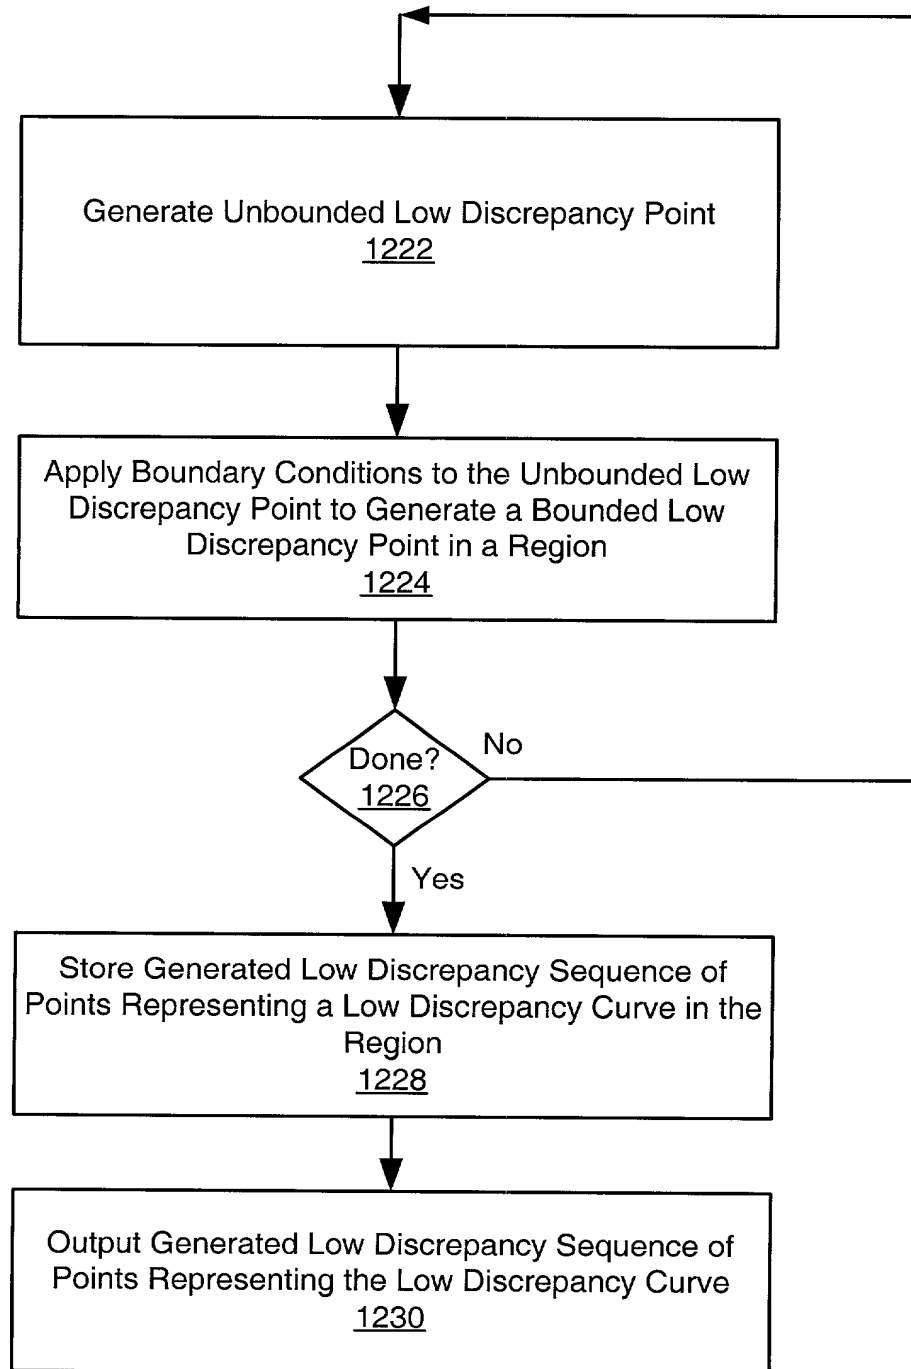 Generate Unbounded Low Discrepancy Point
1222
Apply Boundary Conditions to the Unbounded Low
Discrepancy Point to Generate a Bounded Low
Discrepancy Point in a Region
1224
Done?
1226
No
Yes
Store Generated Low Discrepancy Sequence of
Points Representing a Low Discrepancy Curve in the
Region
1228
Output Generated Low Discrepancy Sequence of
Points Representing the Low Discrepancy Curve
1230